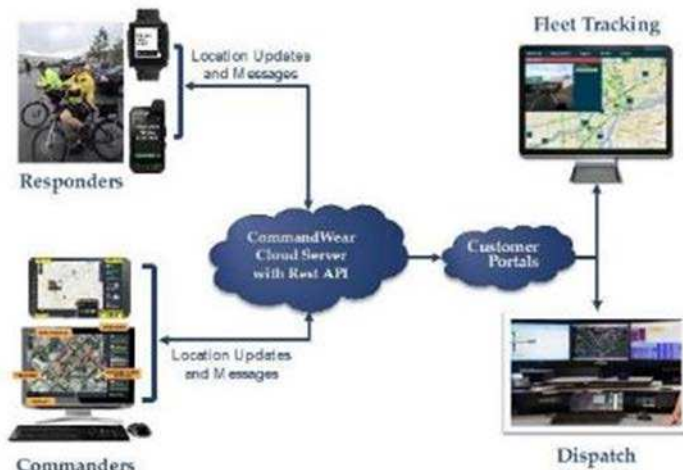 Fleet Tracking
Location Updates
and Messages
Responders
CommandWear
Cloud Server
with Rest API
Customer
Portals
Location Updates
and Messages
Commanders
Dispatch